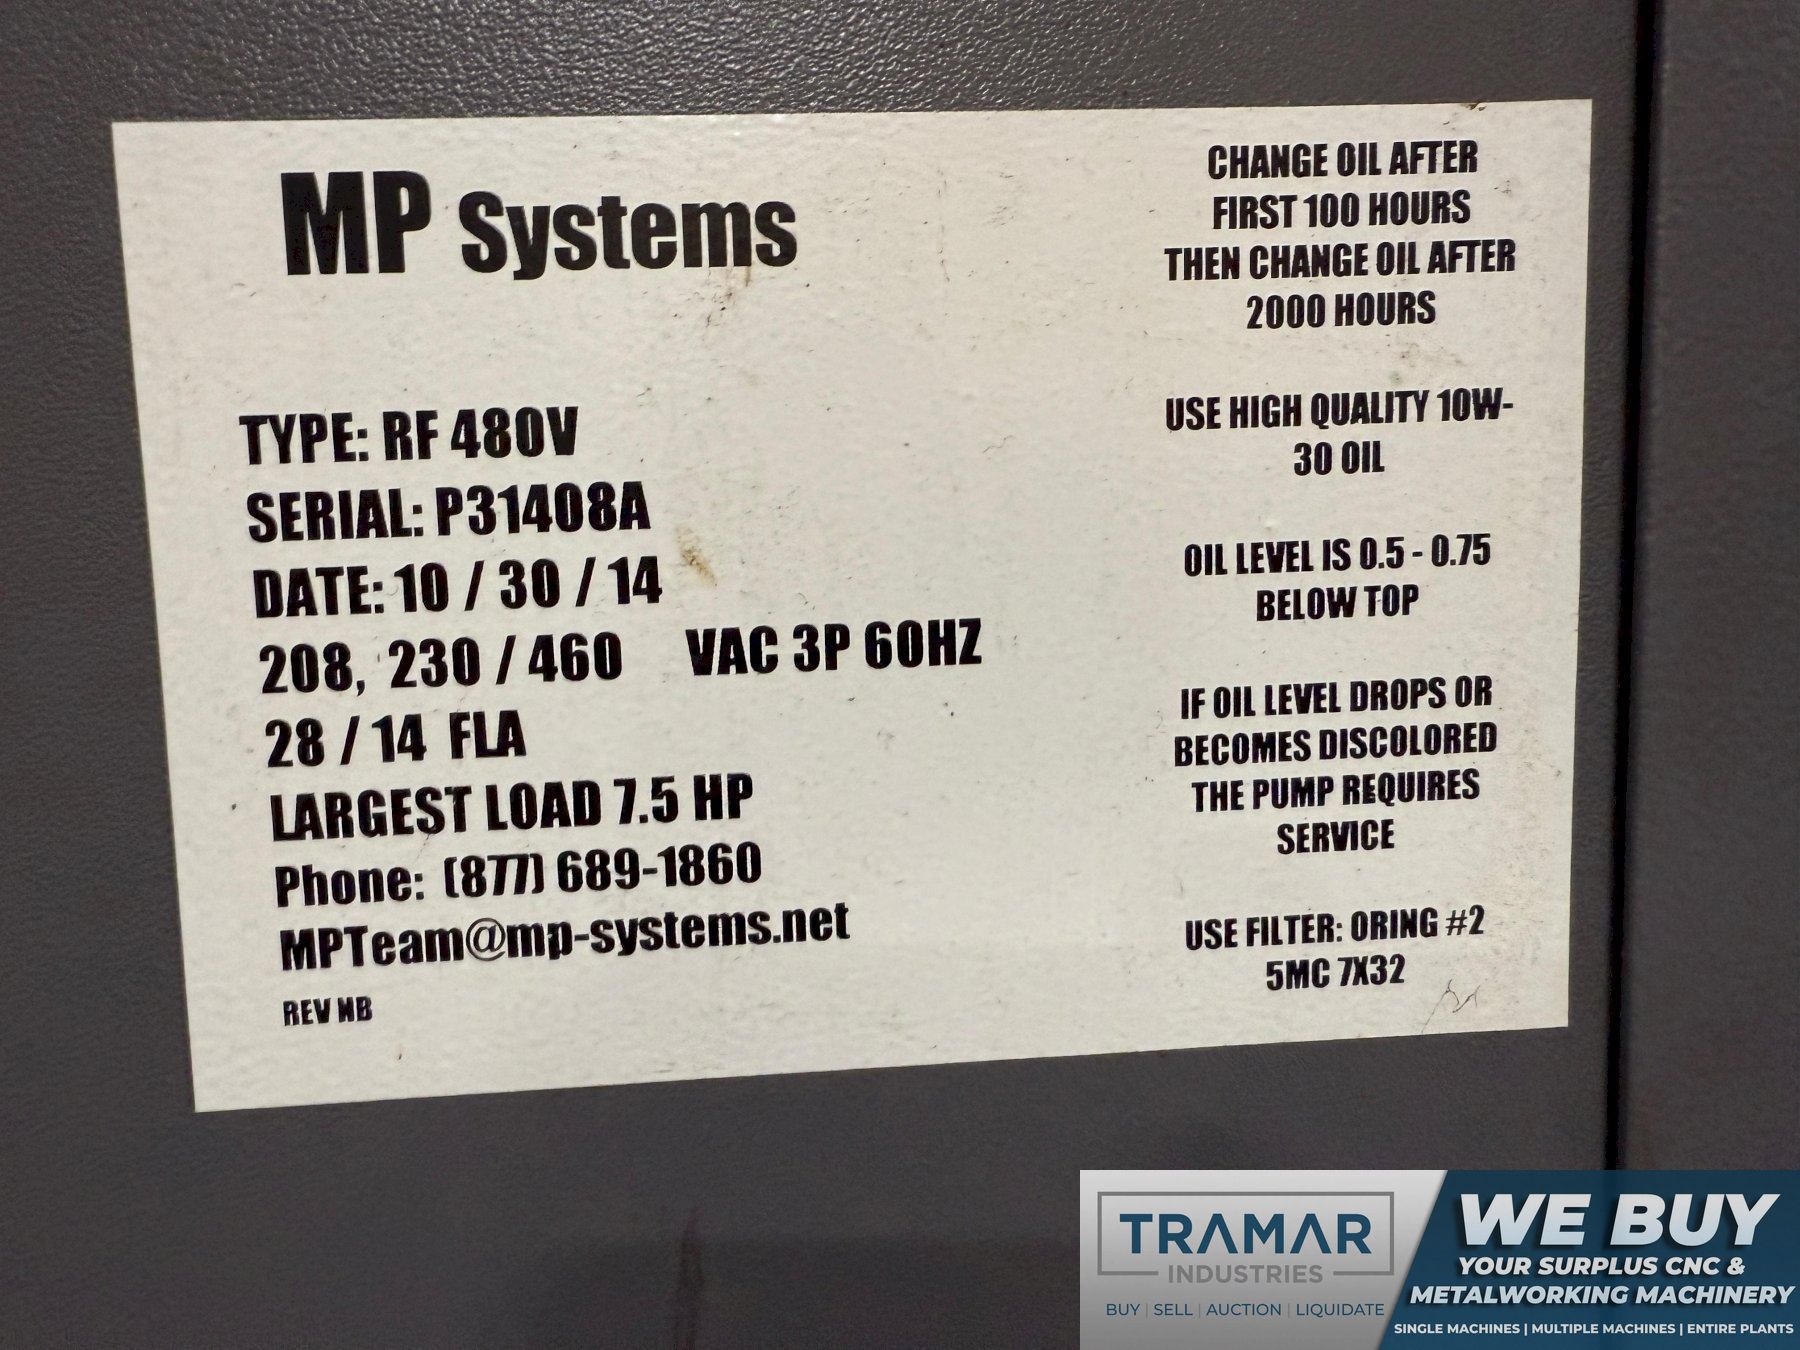 MP Systems
TYPE: RF 480V
SERIAL: P31408A
DATE: 10 / 30 / 14
208, 230 / 460 VAC 3P 60HZ
28 / 14 FLA
LARGEST LOAD 7.5 HP
Phone: (877) 689-1860
MPTeam@mp-systems.net
REV NB
CHANGE OIL AFTER
FIRST 100 HOURS
THEN CHANGE OIL AFTER
2000 HOURS
USE HIGH QUALITY 10W-
30 OIL
OIL LEVEL IS 0.5 - 0.75
BELOW TOP
IF OIL LEVEL DROPS OR
BECOMES DISCOLORED
THE PUMP REQUIRES
SERVICE
USE FILTER: ORING #2
5MC 7X32
TRAMAR
INDUSTRIES
BUY | SELL | AUCTION | LIQUIDATE
WE BUY
YOUR SURPLUS CNC &
METALWORKING MACHINERY
SINGLE MACHINES | MULTIPLE MACHINES | ENTIRE PLANTS